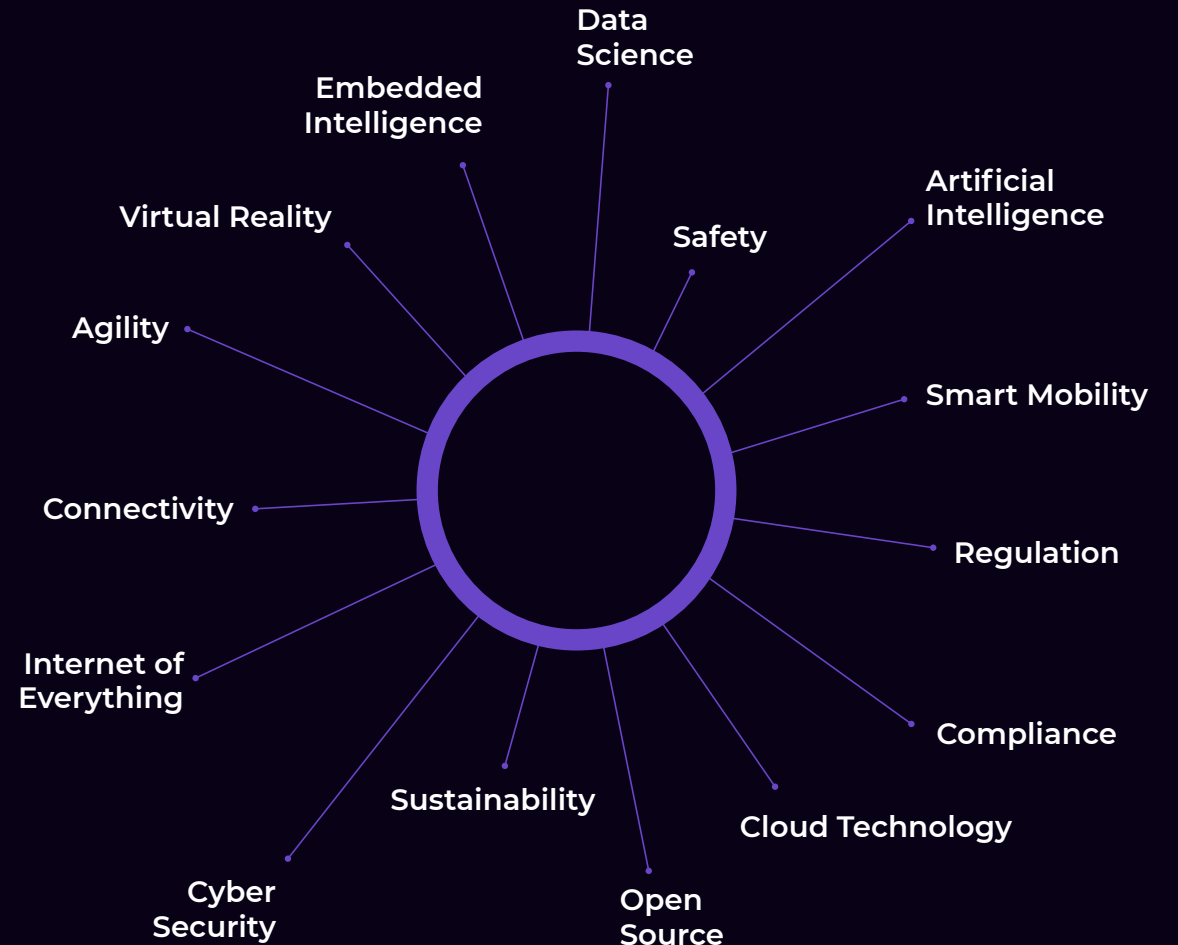 Data
Science
Embedded
Intelligence
Artificial
Intelligence
Virtual Reality
Safety
Agility
Smart Mobility
Connectivity
Regulation
Internet of
Everything
Compliance
Sustainability
Cloud Technology
Cyber
Security
Open
Source